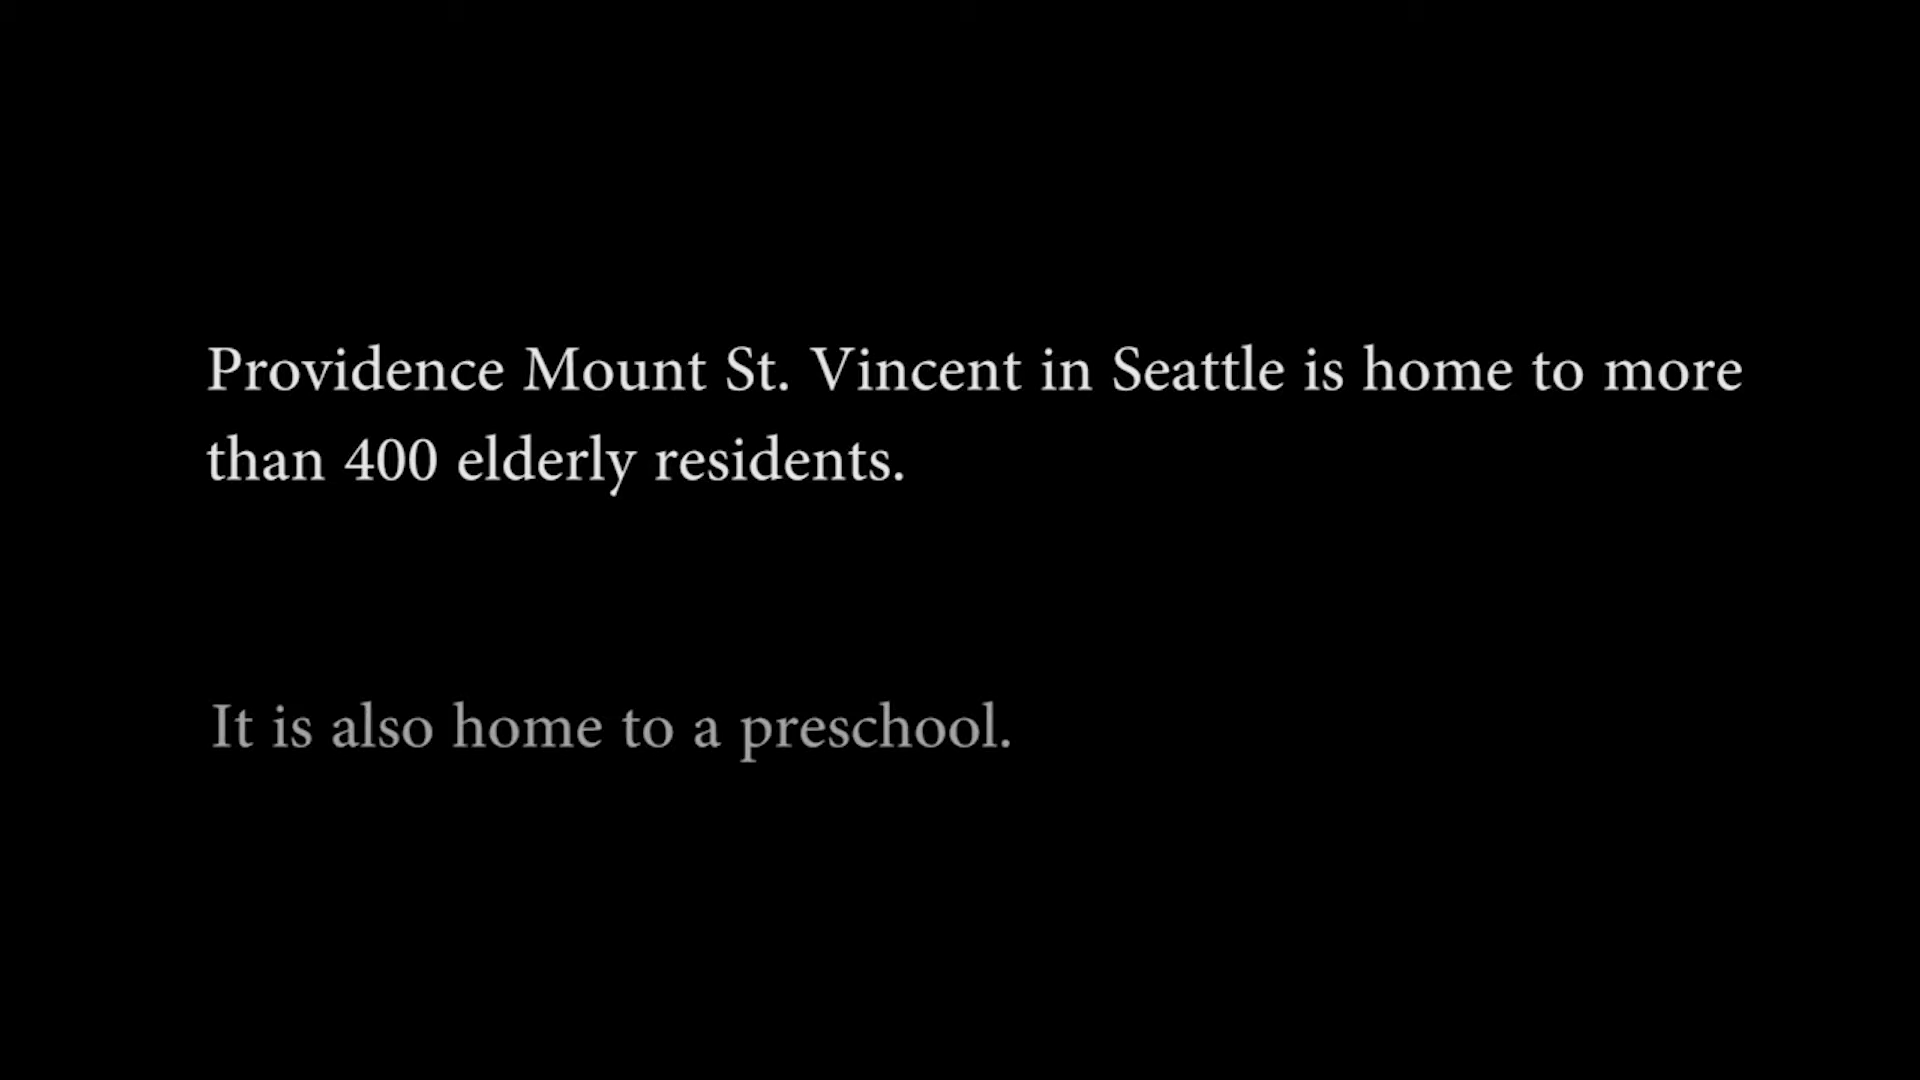 Providence Mount St. Vincent in Seattle is home to more
than 400 elderly residents.
It is also home to a preschool.